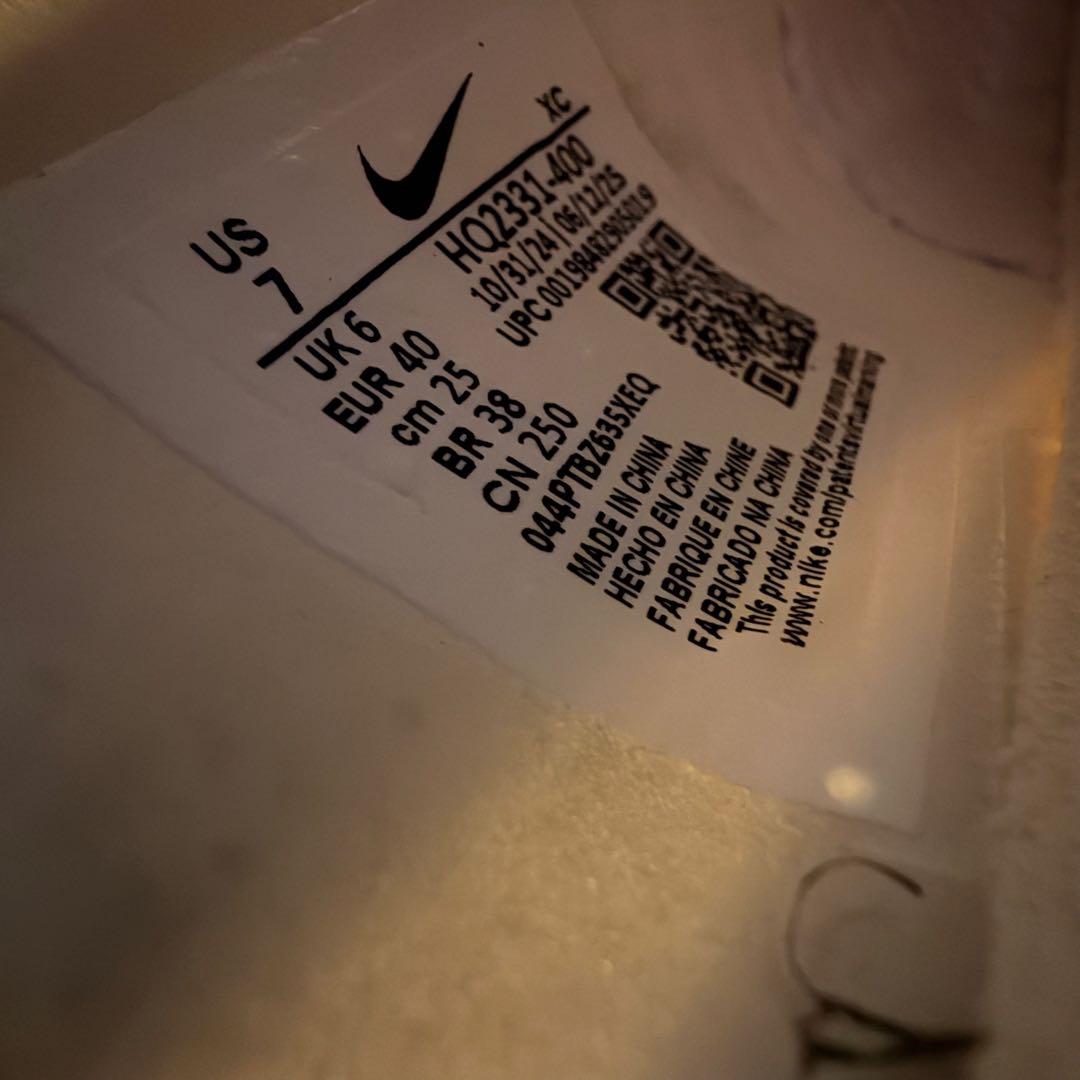 XC
US
7
HQ2331-400
10/31/24 | 06/12/25
UK 6
EUR 40
cm 25
BR 38
CN 250
044PTBZ635XEQ
MADE IN CHINA
HECHO EN CHINA
FABRIQUE EN CHINE
FABRICADO NA CHINA
This product is covered by one or more patents
www.nike.com/patentsvirtualmarking